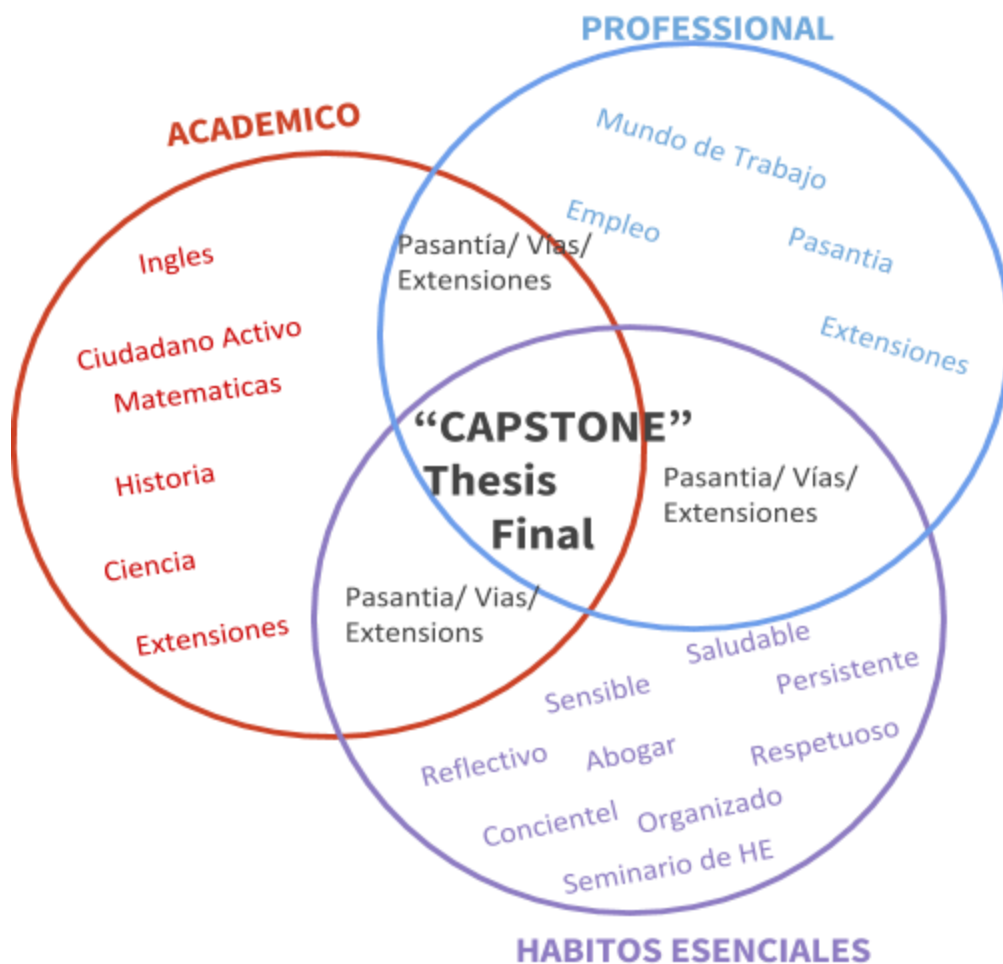 PROFESSIONAL
ACADEMICO
Mundo de Trabajo
Empleo
Pasantia
Extensiones
Pasantía/ Vías/
Extensiones
Ingles
Ciudadano Activo
Matematicas
Historia
Ciencia
Extensiones
“CAPSTONE”
Thesis
Final
Pasantia/ Vías/
Extensiones
Pasantia/ Vias/
Extensions
Saludable
Sensible
Persistente
Reflectivo
Abogar
Respetuoso
Concientel
Organizado
Seminario de HE
HABITOS ESENCIALES